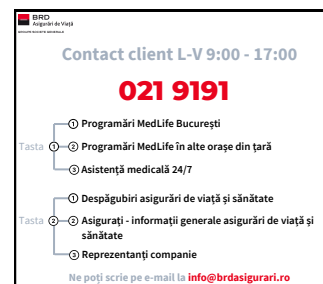 BRD
Asigurări de Viață
GROUPE SOCIETE GENERALE
Contact client L-V 9:00 - 17:00
021 9191
Tasta 1
1 Programări MedLife București
2 Programări MedLife în alte orașe din țară
3 Asistență medicală 24/7
Tasta 2
1 Despăgubiri asigurări de viață și sănătate
2 Asigurați - informații generale asigurări de viață și
sănătate
3 Reprezentanți companie
Ne poți scrie pe e-mail la info@brdasigurari.ro